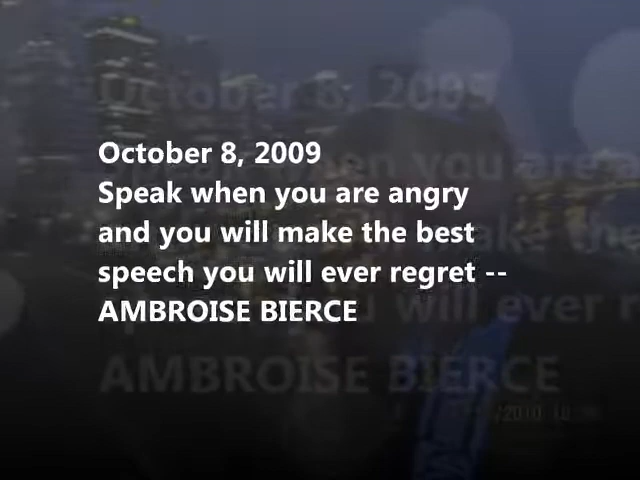 October 8, 2009
Speak when you are angry
and you will make the best
speech you will ever regret --
AMBROISE BIERCE